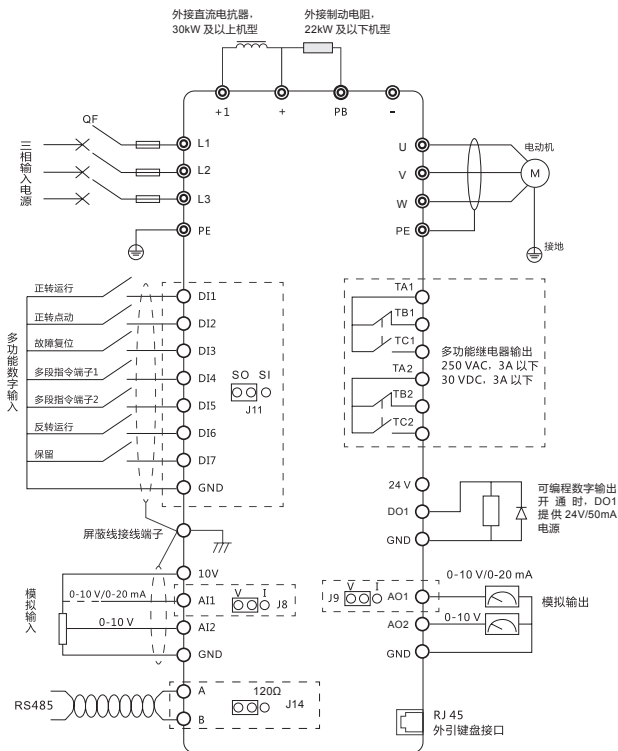 外接直流电抗器，
30kW 及以上机型
外接制动电阻，
22kW 及以下机型
+1
+
PB
-
QF
三相输入电源
L1
L2
L3
PE
U
V
W
PE
电动机
M
接地
多功能数字输入
正转运行
DI1
正转点动
DI2
故障复位
DI3
多段指令端子1
DI4
多段指令端子2
DI5
反转运行
DI6
保留
DI7
GND
SO SI
J11
TA1
TB1
TC1
TA2
TB2
TC2
多功能继电器输出
250 VAC，3A 以下
30 VDC，3A 以下
24 V
DO1
GND
可编程数字输出
开 通 时，DO1
提供 24V/50mA
电源
屏蔽线接线端子
模拟输入
10V
0-10 V/0-20 mA
AI1
V I
J8
0-10 V
AI2
GND
J9
V I
AO1
0-10 V/0-20 mA
AO2
0-10 V
GND
模拟输出
RS485
A
B
120Ω
J14
RJ 45
外引键盘接口